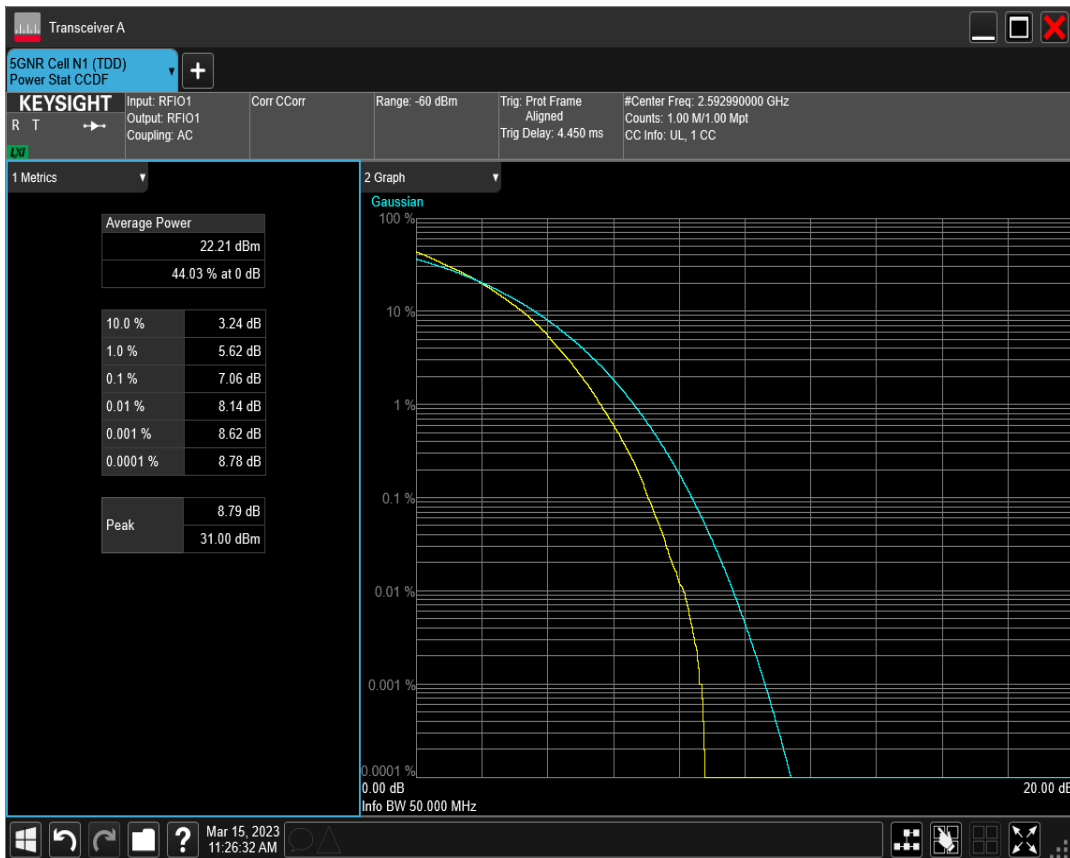 Transceiver A
5GNR Cell N1 (TDD)
Power Stat CCDF
+
KEYSIGHT
R T
LXI
Input: RFIO1
Output: RFIO1
Coupling: AC
Corr CCorr
Range: -60 dBm
Trig: Prot Frame
Aligned
Trig Delay: 4.450 ms
#Center Freq: 2.592990000 GHz
Counts: 1.00 M/1.00 Mpt
CC Info: UL, 1 CC
1 Metrics
Average Power
22.21 dBm
44.03 % at 0 dB
10.0 % 3.24 dB
1.0 % 5.62 dB
0.1 % 7.06 dB
0.01 % 8.14 dB
0.001 % 8.62 dB
0.0001 % 8.78 dB
Peak 8.79 dB
31.00 dBm
2 Graph
Gaussian
100 %
10 %
1 %
0.1 %
0.01 %
0.001 %
0.0001 %
0.00 dB 20.00 dB
Info BW 50.000 MHz
?
Mar 15, 2023
11:26:32 AM